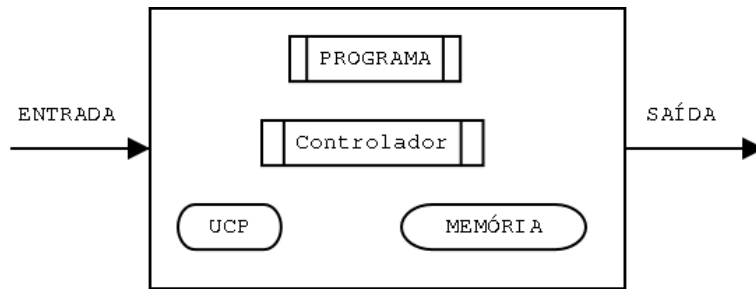 PROGRAMA
ENTRADA
SAÍDA
Controlador
UCP
MEMÓRIA